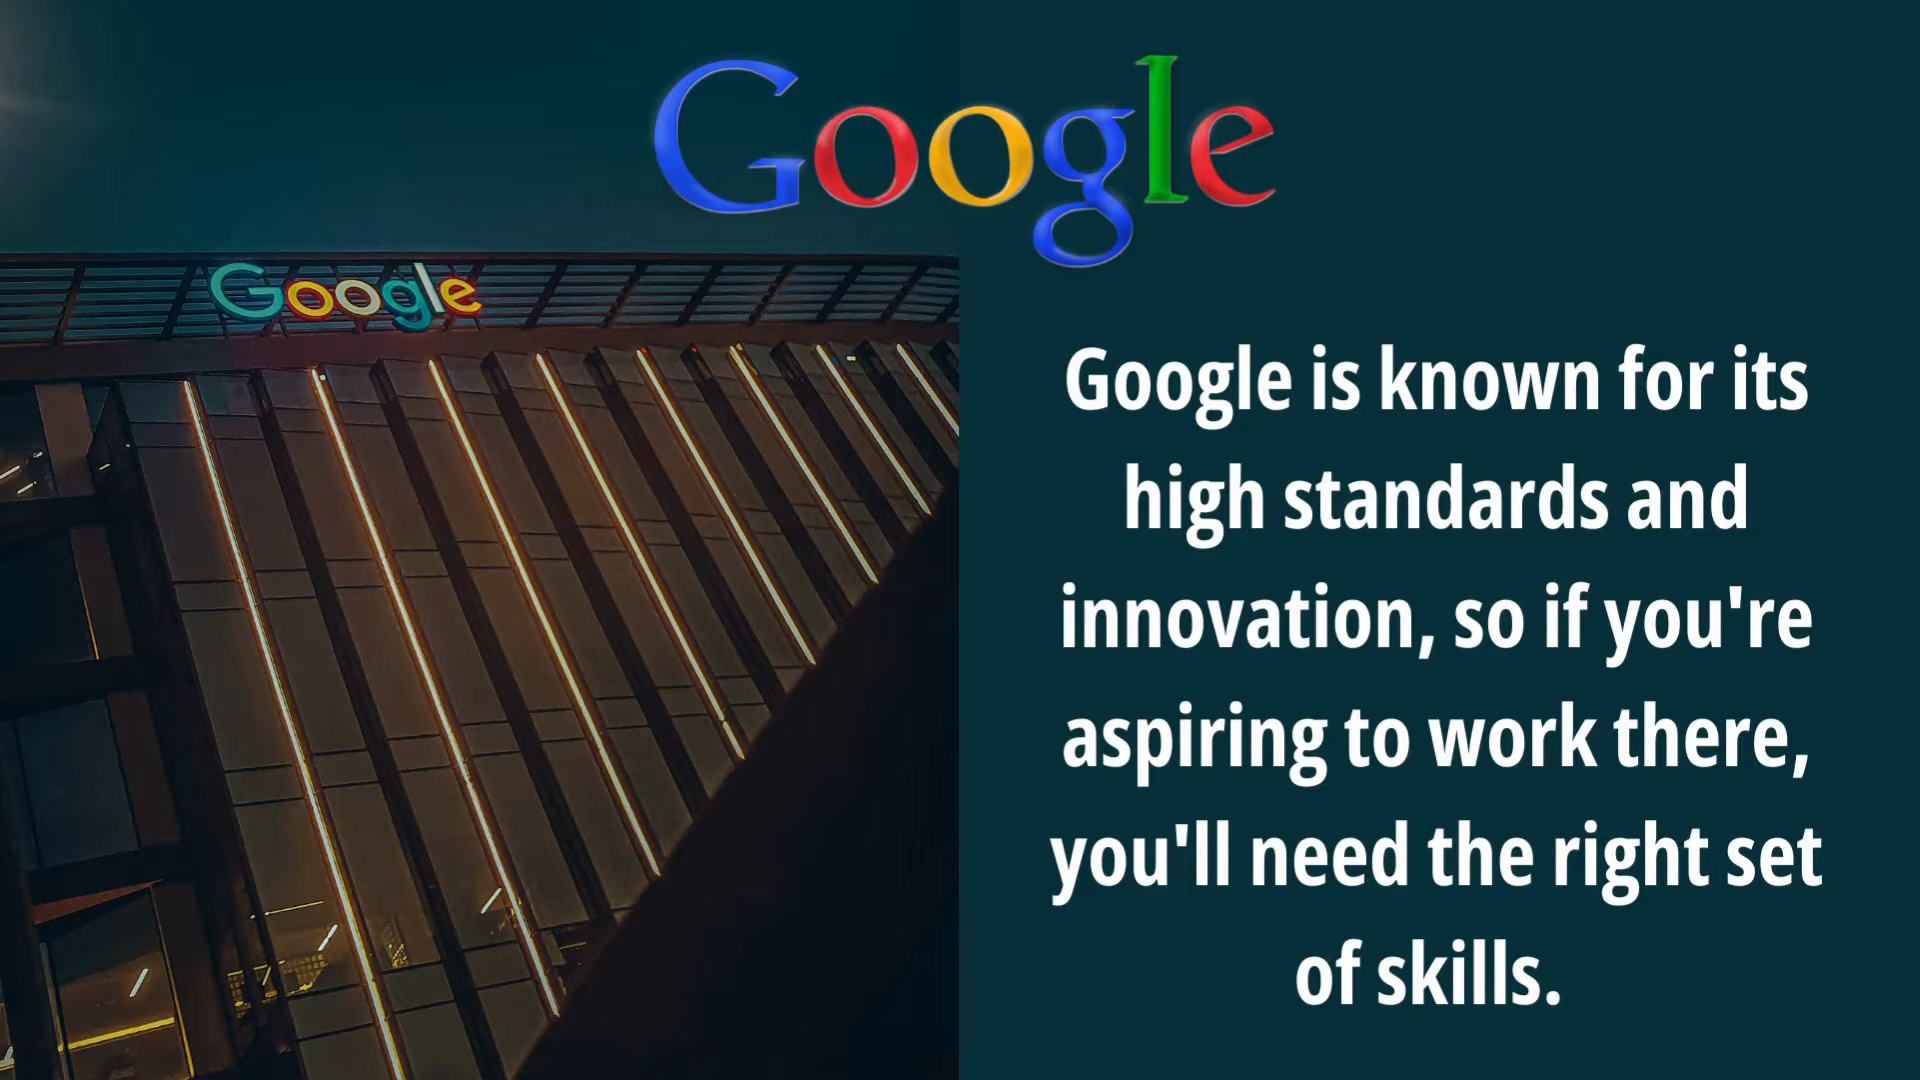 Google
Google
Google is known for its
high standards and
innovation, so if you're
aspiring to work there,
you'll need the right set
of skills.